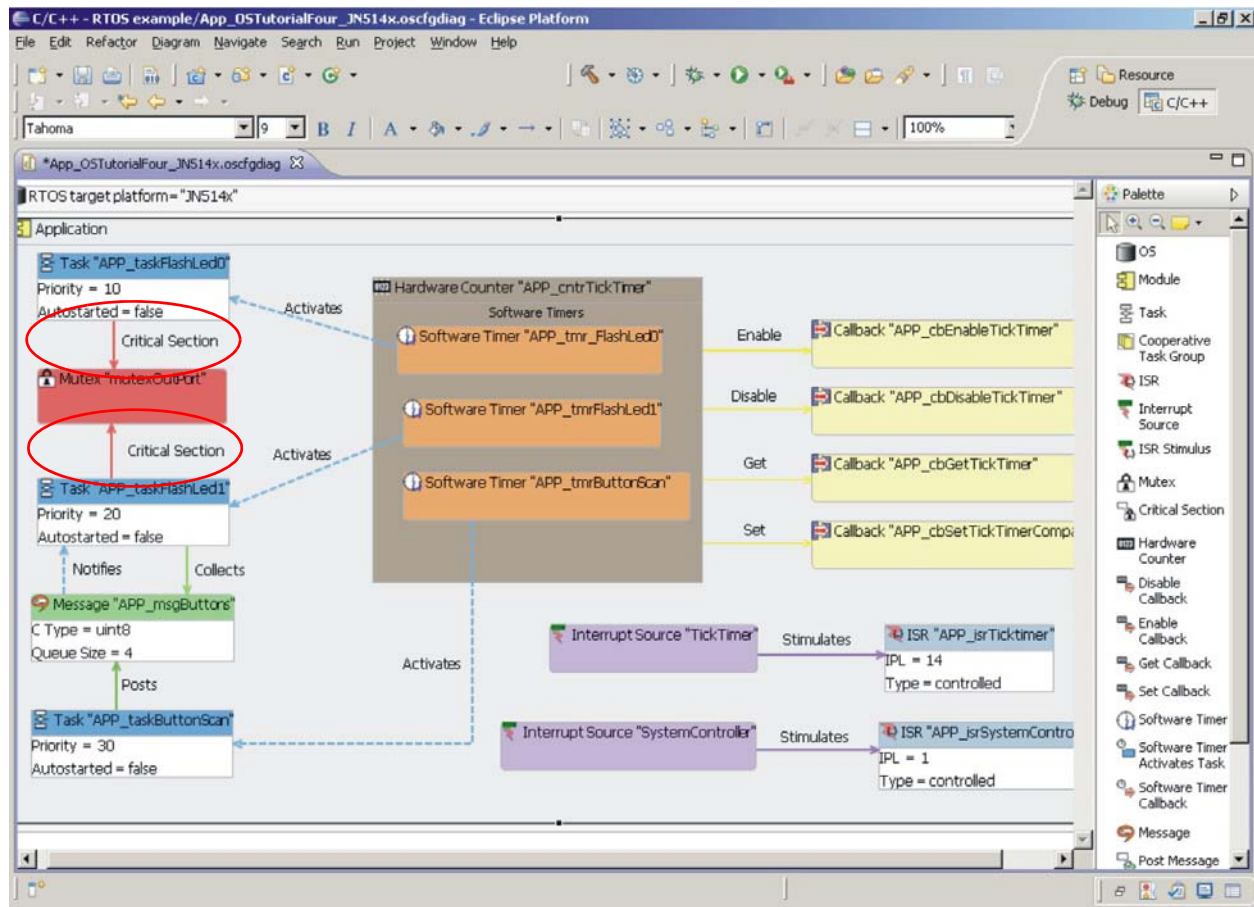 C/C++ - RTOS example/App_OSTutorialFour_JN514x.oscfgdiag - Eclipse Platform
File Edit Refactor Diagram Navigate Search Run Project Window Help
Resource
Debug C/C++
Tahoma 9 B I A 100%
*App_OSTutorialFour_JN514x.oscfgdiag
RTOS target platform="JN514x"
Application
Task "APP_taskFlashLed0"
Priority = 10
Autostarted = false
Critical Section
Mutex "mutexOutPort"
Critical Section
Task "APP_taskFlashLed1"
Priority = 20
Autostarted = false
Notifies
Collects
Message "APP_msgButtons"
C Type = uint8
Queue Size = 4
Posts
Task "APP_taskButtonScan"
Priority = 30
Autostarted = false
Activates
Activates
Activates
Hardware Counter "APP_cntrTickTimer"
Software Timers
Software Timer "APP_tmr_FlashLed0"
Software Timer "APP_tmrFlashLed1"
Software Timer "APP_tmrButtonScan"
Enable
Callback "APP_cbEnableTickTimer"
Disable
Callback "APP_cbDisableTickTimer"
Get
Callback "APP_cbGetTickTimer"
Set
Callback "APP_cbSetTickTimerCompa
Interrupt Source "TickTimer"
Stimulates
ISR "APP_isrTicktimer"
IPL = 14
Type = controlled
Interrupt Source "SystemController"
Stimulates
ISR "APP_isrSystemContro
IPL = 1
Type = controlled
Palette
OS
Module
Task
Cooperative
Task Group
ISR
Interrupt
Source
ISR Stimulus
Mutex
Critical Section
Hardware
Counter
Disable
Callback
Enable
Callback
Get Callback
Set Callback
Software Timer
Software Timer
Activates Task
Software Timer
Callback
Message
Post Message